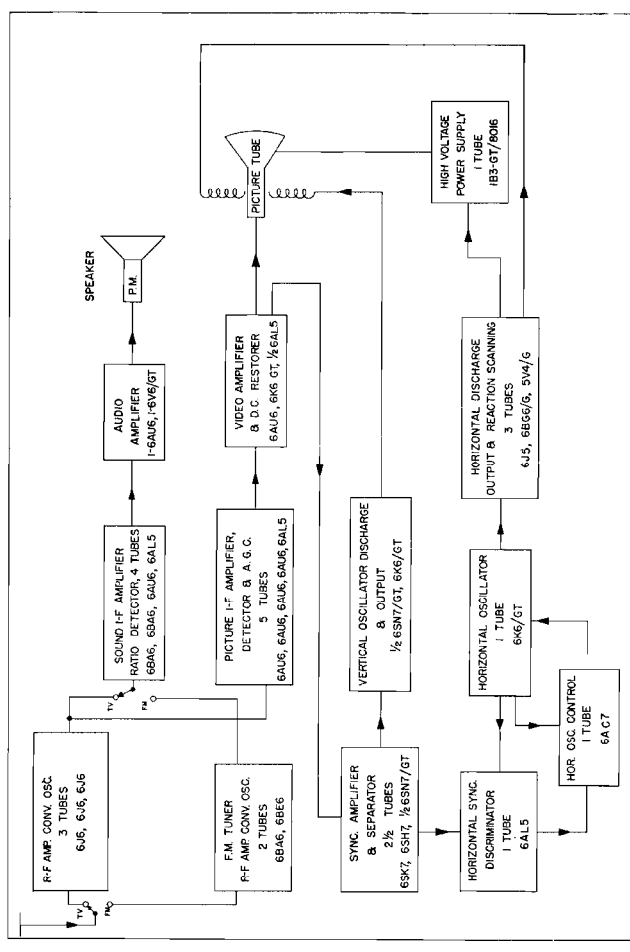 TV
FM
R-F AMP. CONV. OSC.
3 TUBES
6J6, 6J6, 6J6
F.M. TUNER
R-F AMP. CONV. OSC.
2 TUBES
6BA6, 6BE6
TV
FM
SOUND I-F AMPLIFIER
RATIO DETECTOR, 4 TUBES
6BA6, 6BA6, 6AU6, 6AL5
AUDIO
AMPLIFIER
1-6AU6, 1-6V6/GT
SPEAKER
P.M.
PICTURE I-F AMPLIFIER,
DETECTOR & A.G.C.
5 TUBES
6AU6, 6AU6, 6AU6, 6AU6, 6AL5
VIDEO AMPLIFIER
& D.C. RESTORER
6AU6, 6K6 GT, ½ 6AL5
PICTURE TUBE
SYNC. AMPLIFIER
& SEPARATOR
2½ TUBES
6SK7, 6SH7, ½ 6SN7/GT
VERTICAL OSCILLATOR DISCHARGE
& OUTPUT
½ 6SN7/GT, 6K6/GT
HORIZONTAL SYNC.
DISCRIMINATOR
1 TUBE
6AL5
HOR. OSC. CONTROL
1 TUBE
6AC7
HORIZONTAL OSCILLATOR
1 TUBE
6K6/GT
HORIZONTAL DISCHARGE
OUTPUT & REACTION SCANNING
3 TUBES
6J5, 6BG6/G, 5V4/G
HIGH VOLTAGE
POWER SUPPLY
1 TUBE
1B3-GT/8016